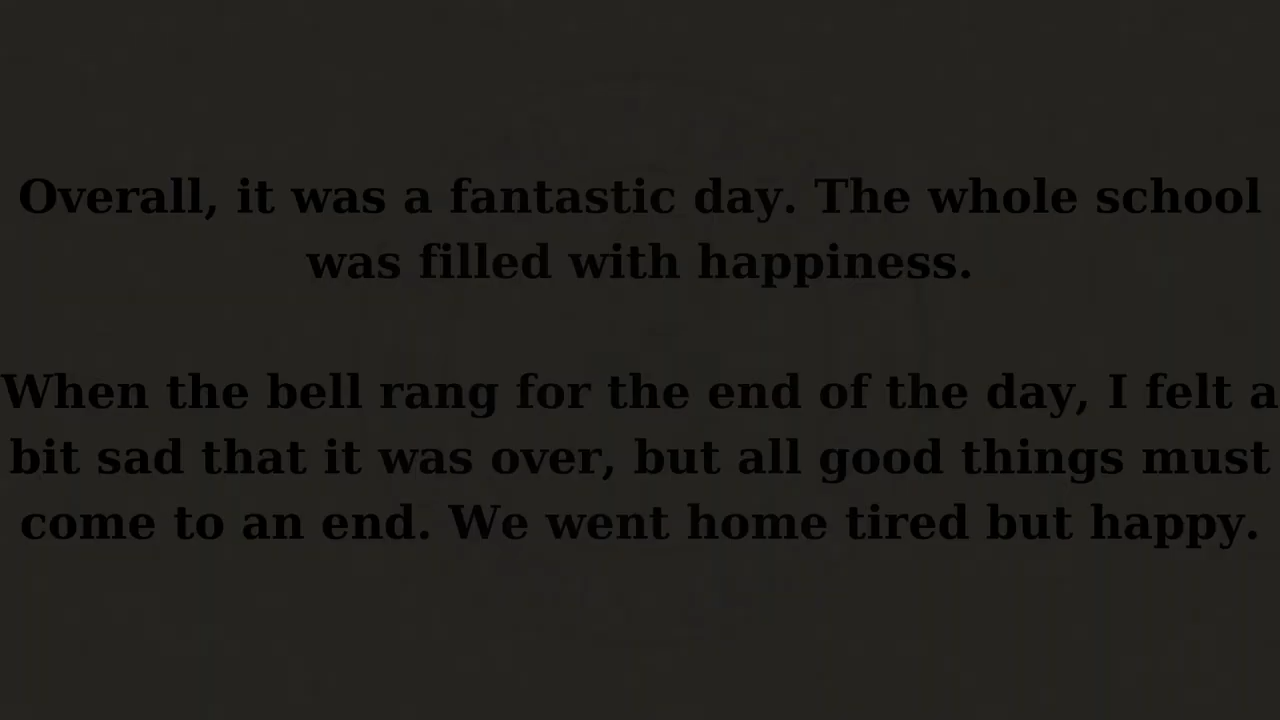 Overall, it was a fantastic day. The whole school
was filled with happiness.
When the bell rang for the end of the day, I felt a
bit sad that it was over, but all good things must
come to an end. We went home tired but happy.